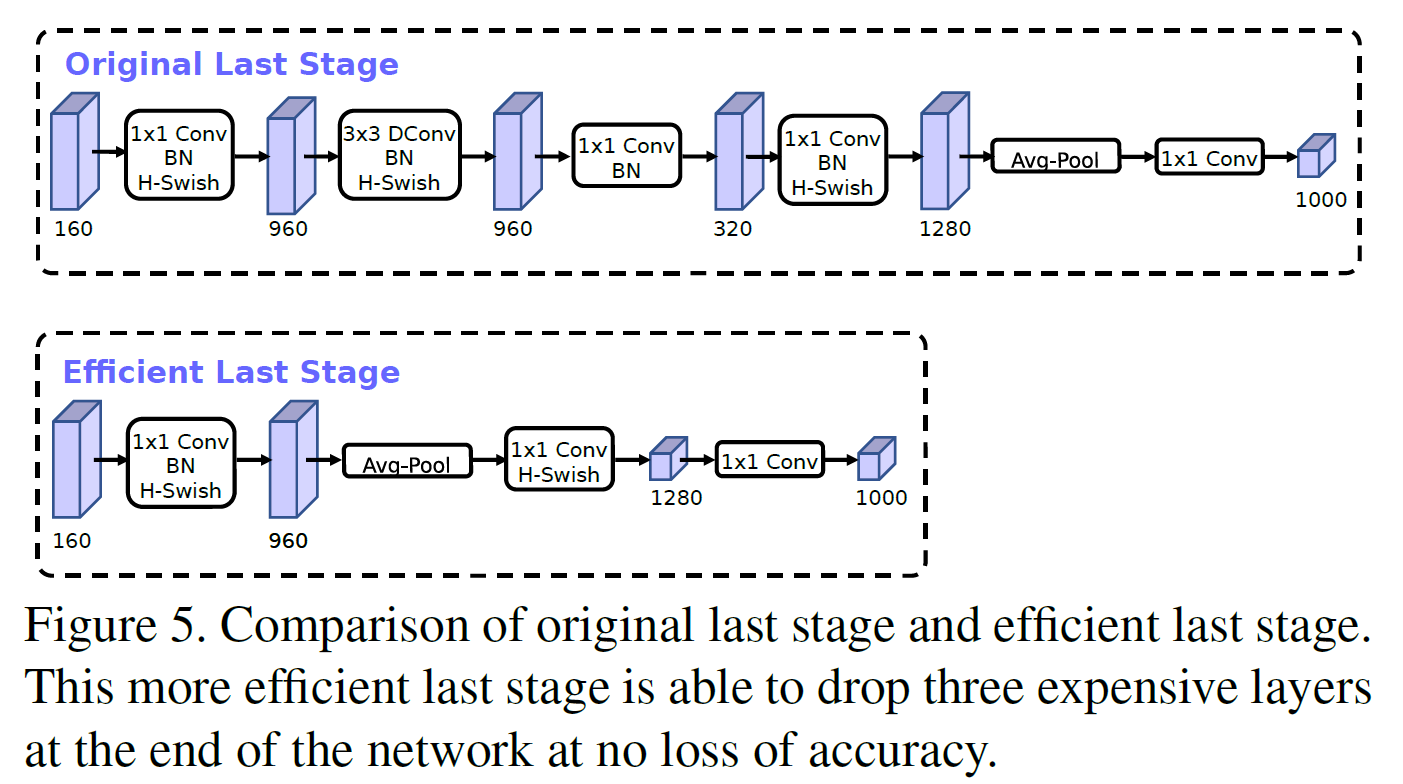 Original Last Stage
1x1 Conv
BN
H-Swish
3x3 DConv
BN
H-Swish
1x1 Conv
BN
1x1 Conv
BN
H-Swish
Avg-Pool
1x1 Conv
160
960
960
320
1280
1000
Efficient Last Stage
1x1 Conv
BN
H-Swish
Avg-Pool
1x1 Conv
H-Swish
1x1 Conv
160
960
1280
1000
Figure 5. Comparison of original last stage and efficient last stage.
This more efficient last stage is able to drop three expensive layers
at the end of the network at no loss of accuracy.